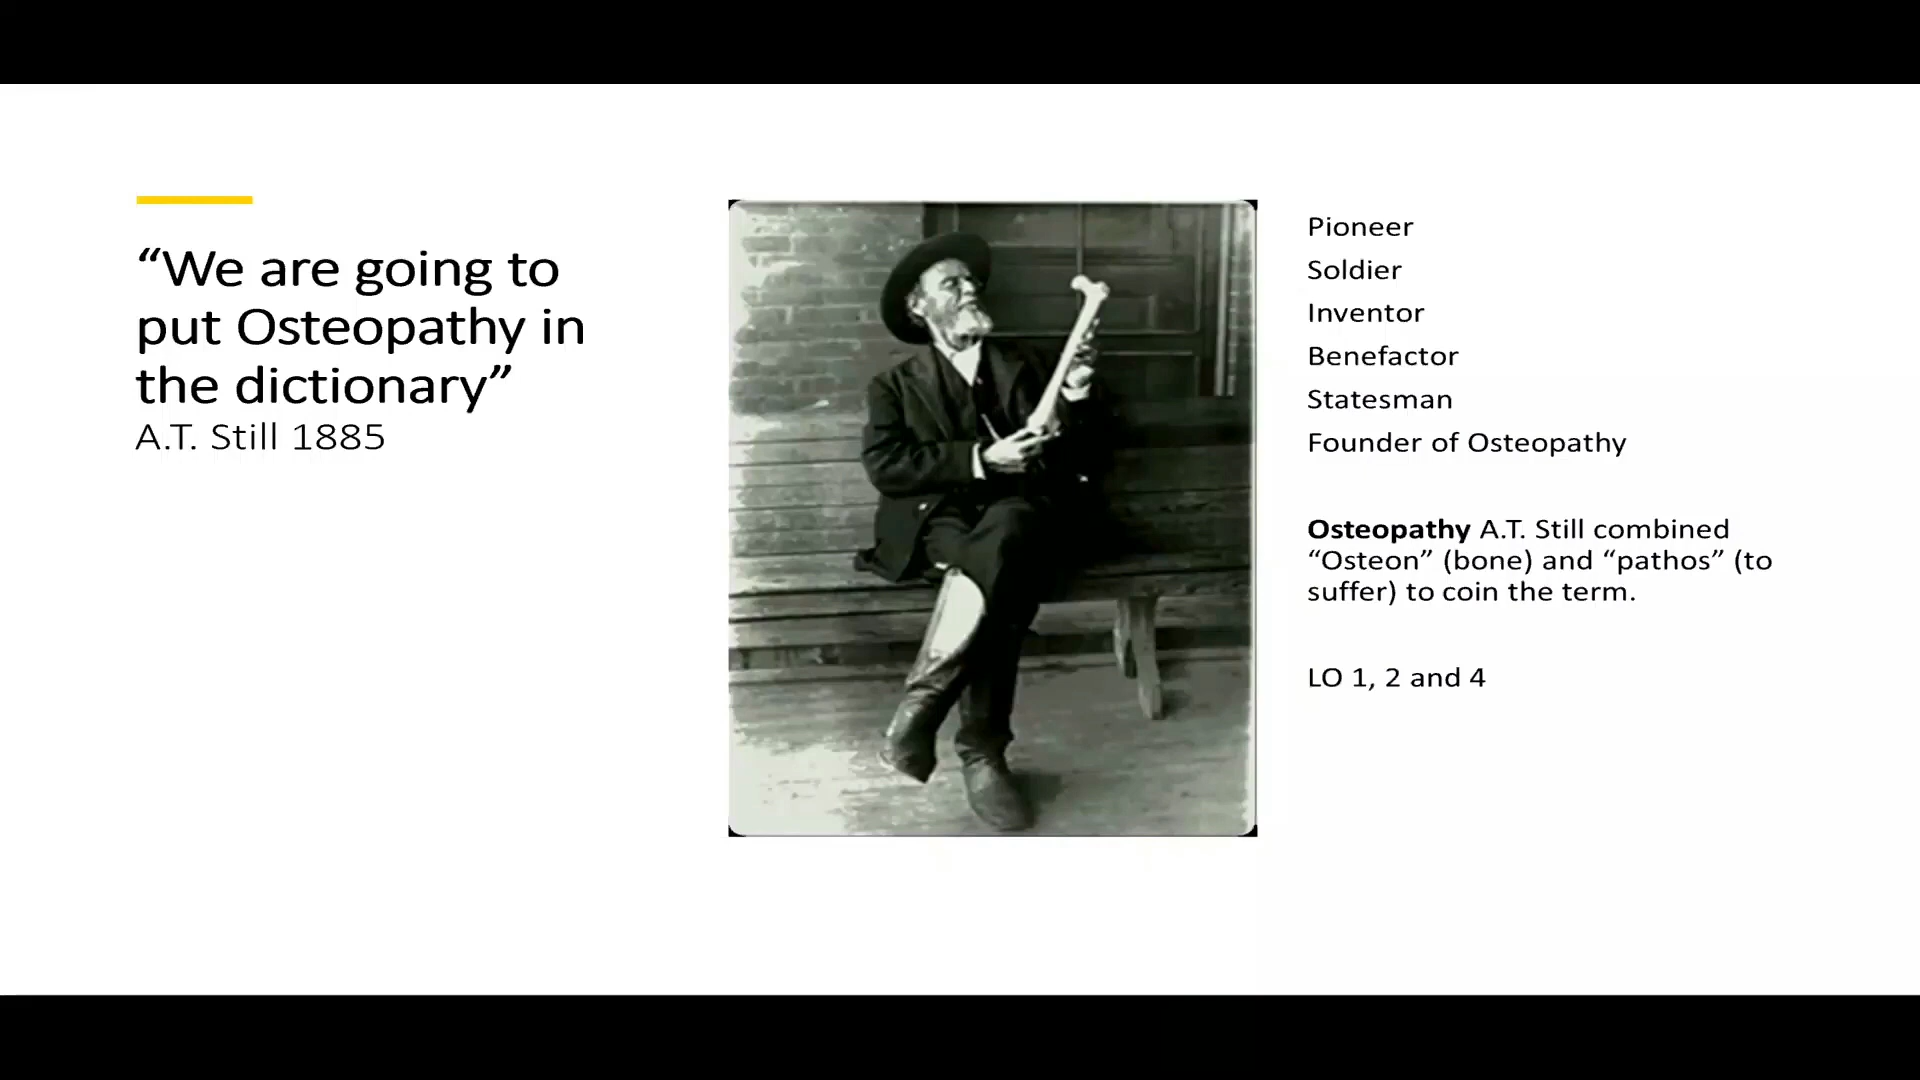 “We are going to
put Osteopathy in
the dictionary”
A.T. Still 1885
Pioneer
Soldier
Inventor
Benefactor
Statesman
Founder of Osteopathy
Osteopathy A.T. Still combined
“Osteon” (bone) and “pathos” (to
suffer) to coin the term.
LO 1, 2 and 4